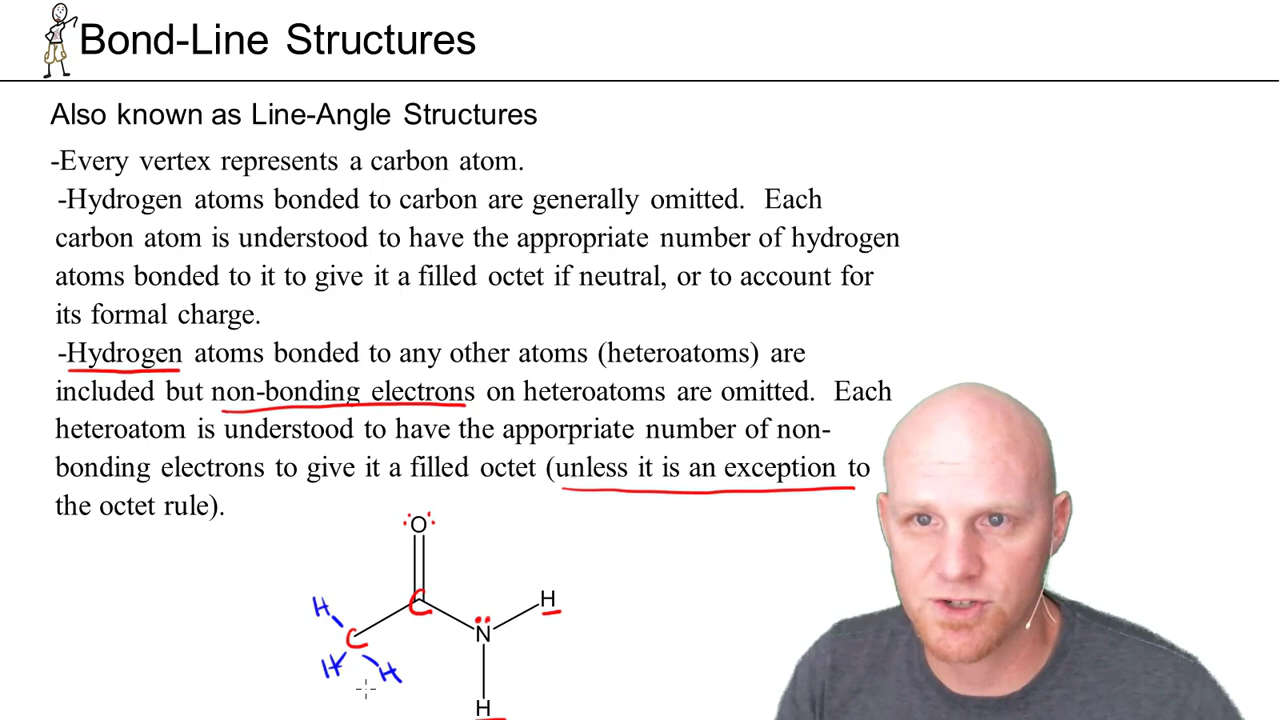 Bond-Line Structures
Also known as Line-Angle Structures
-Every vertex represents a carbon atom.
-Hydrogen atoms bonded to carbon are generally omitted. Each
carbon atom is understood to have the appropriate number of hydrogen
atoms bonded to it to give it a filled octet if neutral, or to account for
its formal charge.
-Hydrogen atoms bonded to any other atoms (heteroatoms) are
included but non-bonding electrons on heteroatoms are omitted. Each
heteroatom is understood to have the apporpriate number of non-
bonding electrons to give it a filled octet (unless it is an exception to
the octet rule).
O
H C H
C N
H H
H